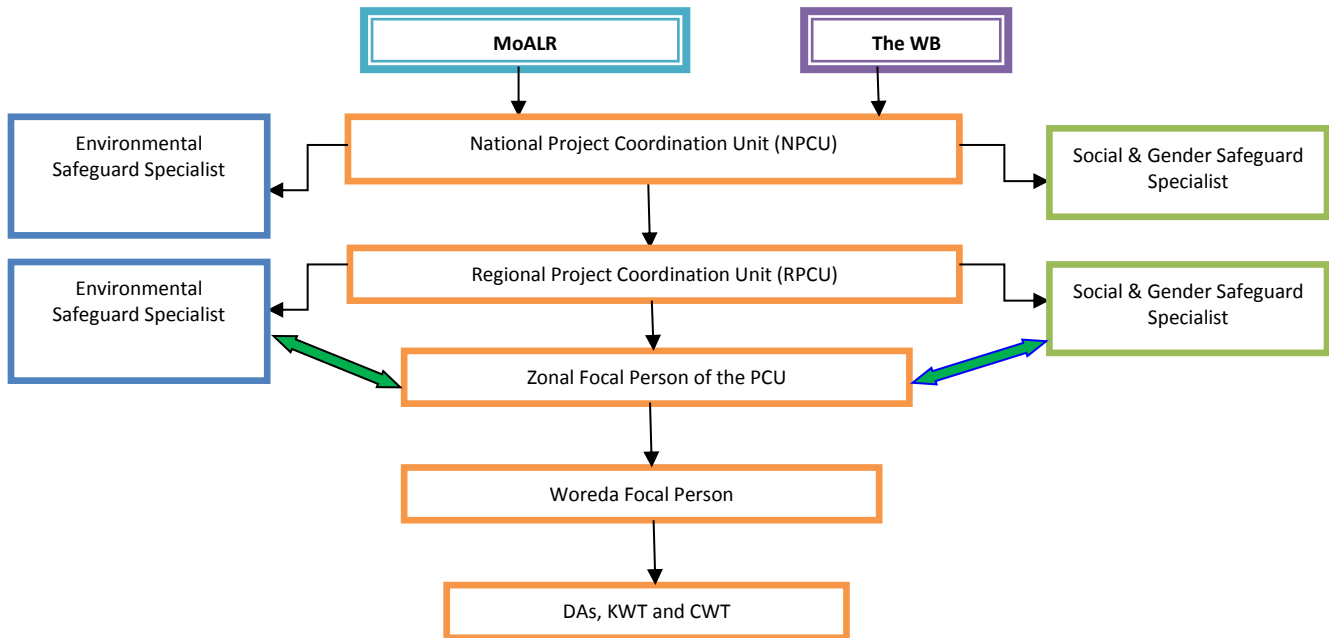 MoALR
The WB
Environmental
Safeguard Specialist
National Project Coordination Unit (NPCU)
Social & Gender Safeguard
Specialist
Environmental
Safeguard Specialist
Regional Project Coordination Unit (RPCU)
Social & Gender Safeguard
Specialist
Zonal Focal Person of the PCU
Woreda Focal Person
DAs, KWT and CWT